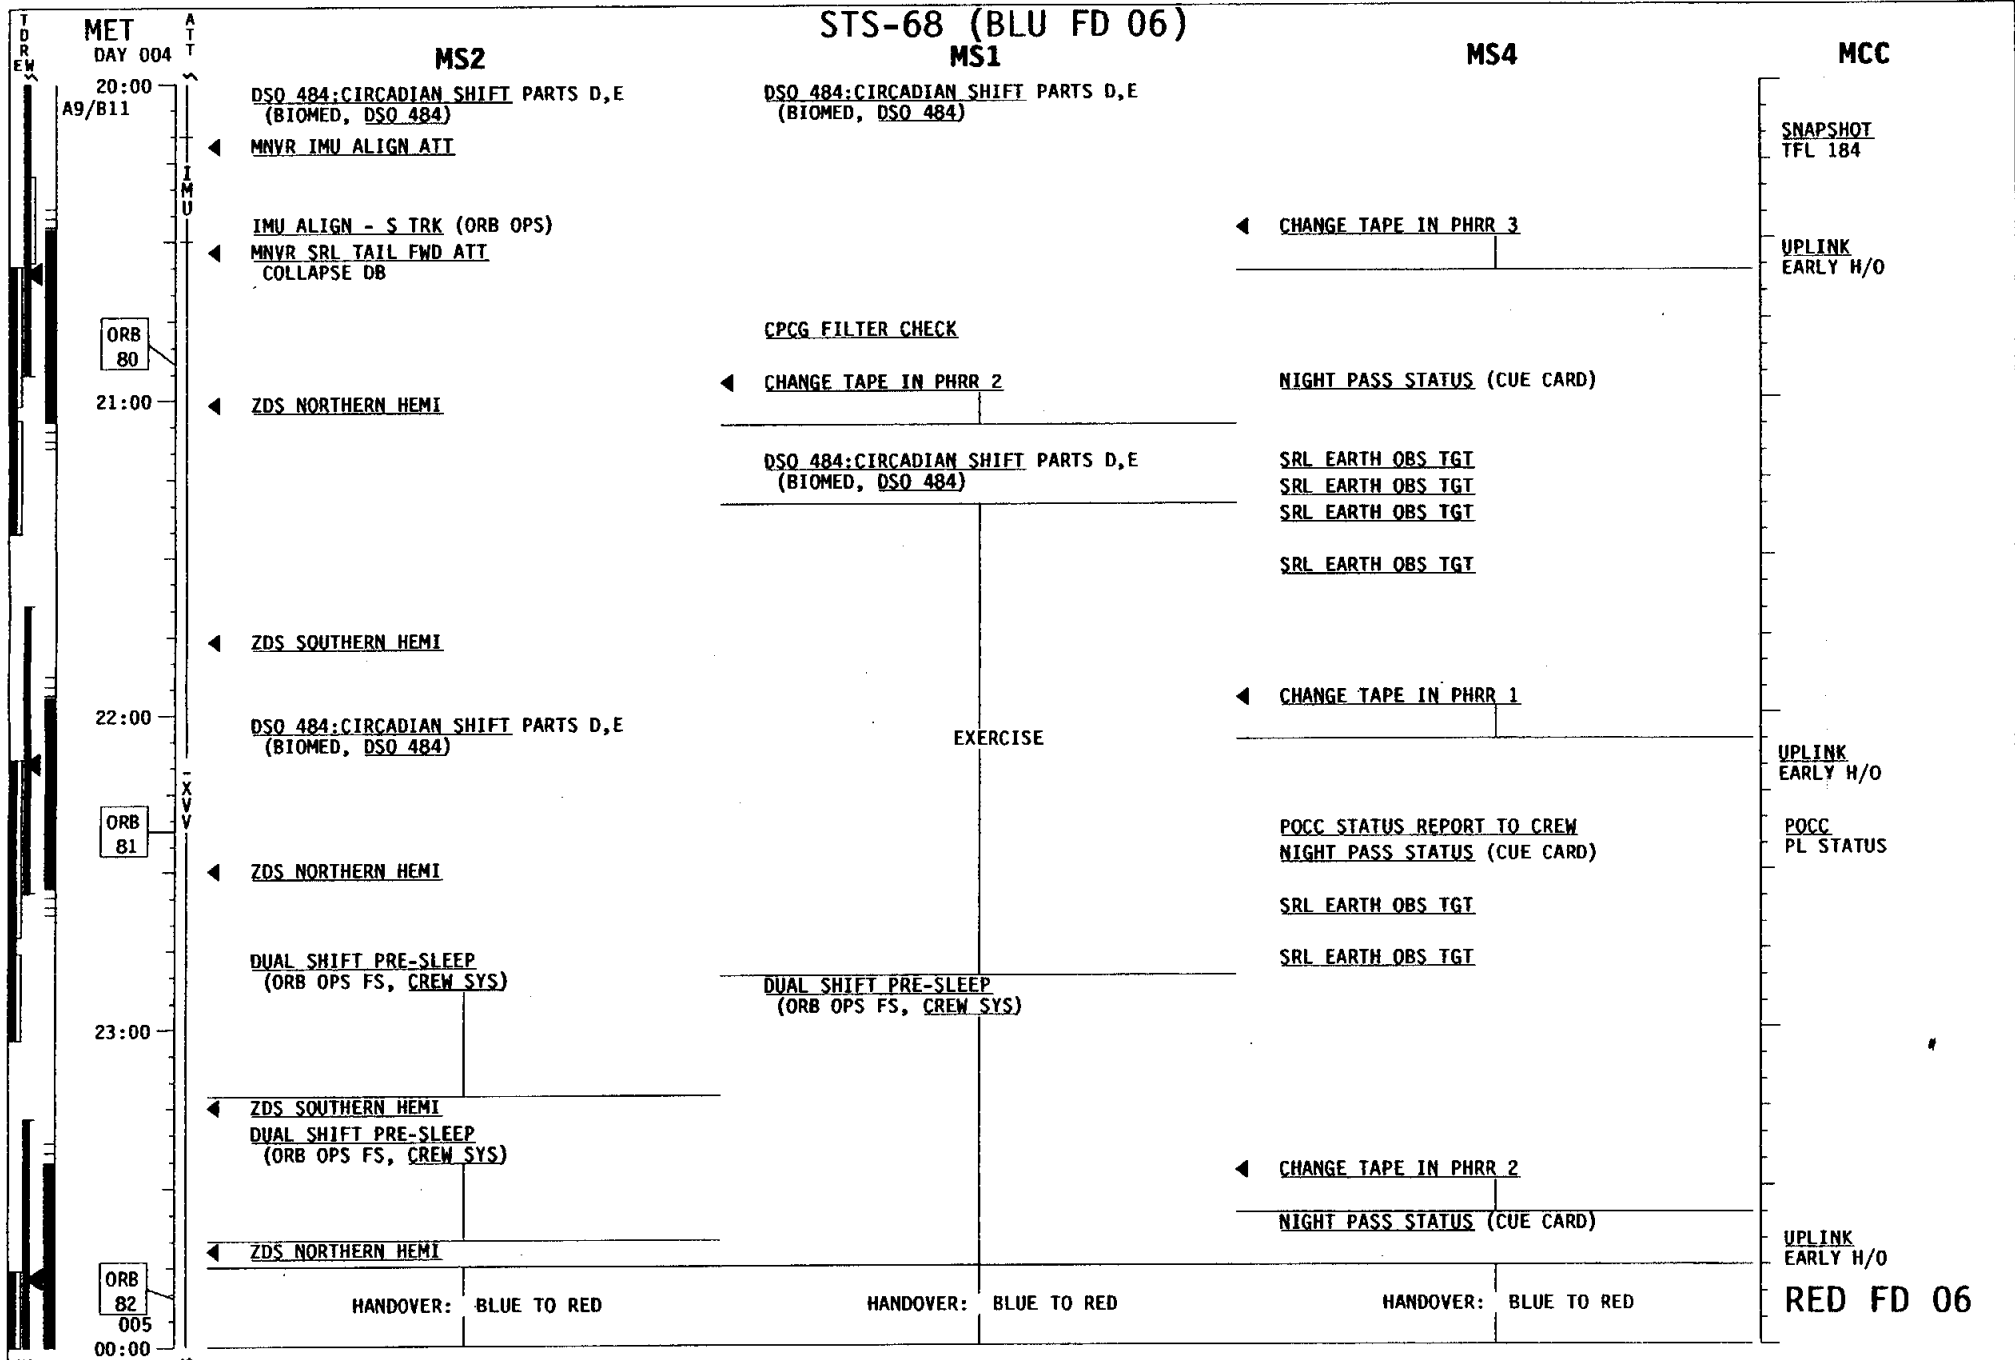 STS-68 (BLU FD 06)
T D R E W
MET
DAY 004
A T T
MS2
MS1
MS4
MCC
20:00
A9/B11
DSO 484:CIRCADIAN SHIFT PARTS D,E
(BIOMED, DSO 484)
DSO 484:CIRCADIAN SHIFT PARTS D,E
(BIOMED, DSO 484)
SNAPSHOT
TFL 184
MNVR IMU ALIGN ATT
IMU
IMU ALIGN - S TRK (ORB OPS)
CHANGE TAPE IN PHRR 3
MNVR SRL TAIL FWD ATT
COLLAPSE DB
UPLINK
EARLY H/O
ORB
80
CPCG FILTER CHECK
CHANGE TAPE IN PHRR 2
NIGHT PASS STATUS (CUE CARD)
21:00
ZDS NORTHERN HEMI
DSO 484:CIRCADIAN SHIFT PARTS D,E
(BIOMED, DSO 484)
SRL EARTH OBS TGT
SRL EARTH OBS TGT
SRL EARTH OBS TGT
SRL EARTH OBS TGT
ZDS SOUTHERN HEMI
CHANGE TAPE IN PHRR 1
22:00
DSO 484:CIRCADIAN SHIFT PARTS D,E
(BIOMED, DSO 484)
EXERCISE
UPLINK
EARLY H/O
-XVV
ORB
81
POCC STATUS REPORT TO CREW
NIGHT PASS STATUS (CUE CARD)
POCC
PL STATUS
ZDS NORTHERN HEMI
SRL EARTH OBS TGT
DUAL SHIFT PRE-SLEEP
(ORB OPS FS, CREW SYS)
SRL EARTH OBS TGT
DUAL SHIFT PRE-SLEEP
(ORB OPS FS, CREW SYS)
23:00
ZDS SOUTHERN HEMI
DUAL SHIFT PRE-SLEEP
(ORB OPS FS, CREW SYS)
CHANGE TAPE IN PHRR 2
NIGHT PASS STATUS (CUE CARD)
ZDS NORTHERN HEMI
UPLINK
EARLY H/O
ORB
82
HANDOVER: BLUE TO RED
HANDOVER: BLUE TO RED
HANDOVER: BLUE TO RED
RED FD 06
005
00:00